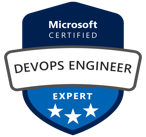 Microsoft
CERTIFIED
DEVOPS ENGINEER
EXPERT